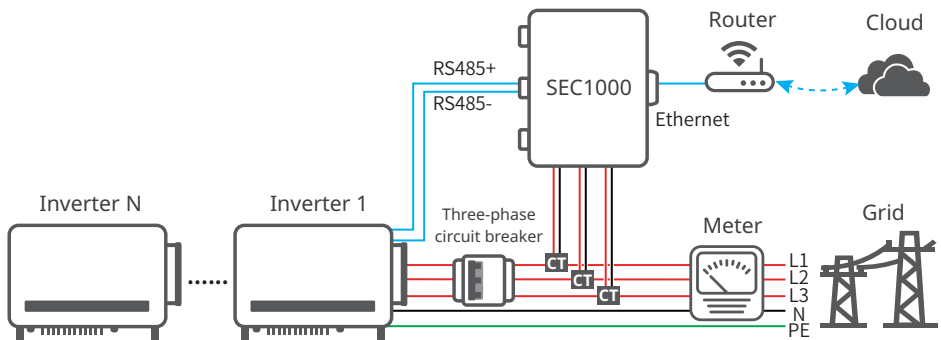 Router
Cloud
RS485+
SEC1000
RS485-
Ethernet
Inverter N
Inverter 1
Three-phase
circuit breaker
Meter
Grid
CT
CT
CT
L1
L2
L3
N
PE